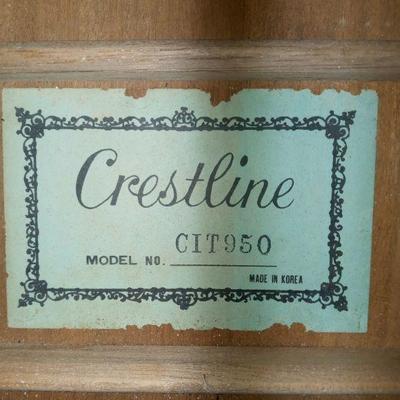 Crestline
MODEL NO. CIT950
MADE IN KOREA